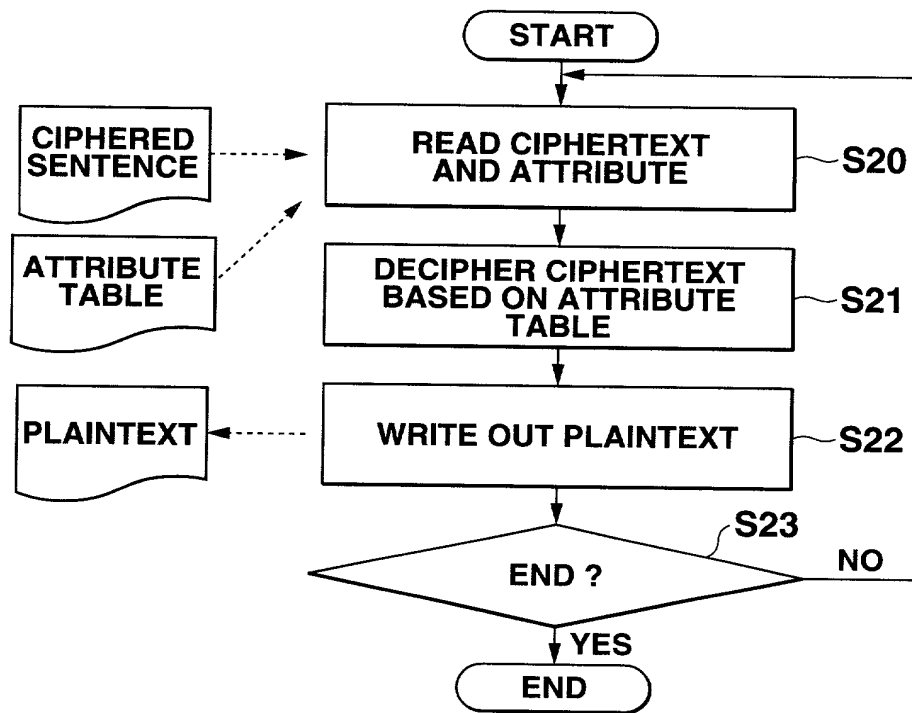 START
CIPHERED
SENTENCE
READ CIPHERTEXT
AND ATTRIBUTE
S20
ATTRIBUTE
TABLE
DECIPHER CIPHERTEXT
BASED ON ATTRIBUTE
TABLE
S21
PLAINTEXT
WRITE OUT PLAINTEXT
S22
S23
END ?
NO
YES
END